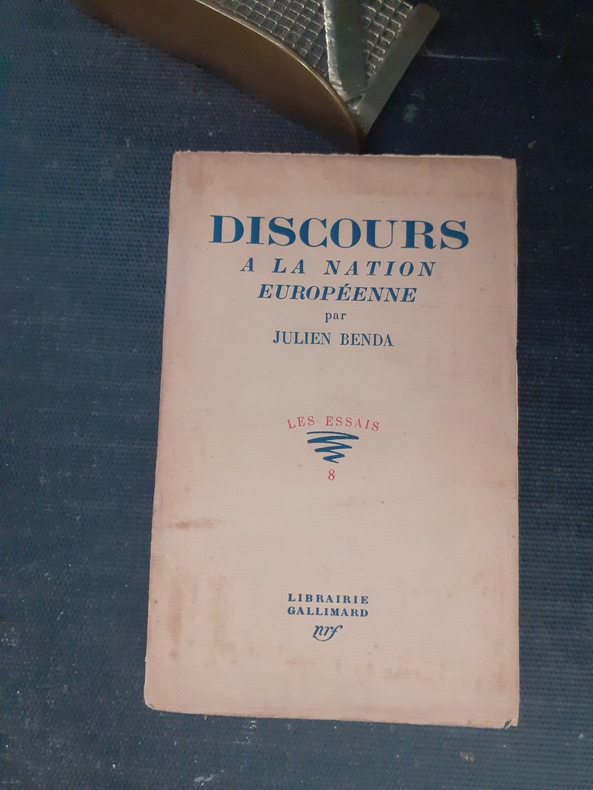 DISCOURS
A LA NATION
EUROPÉENNE
par
JULIEN BENDA
LES ESSAIS
8
LIBRAIRIE
GALLIMARD
nrf